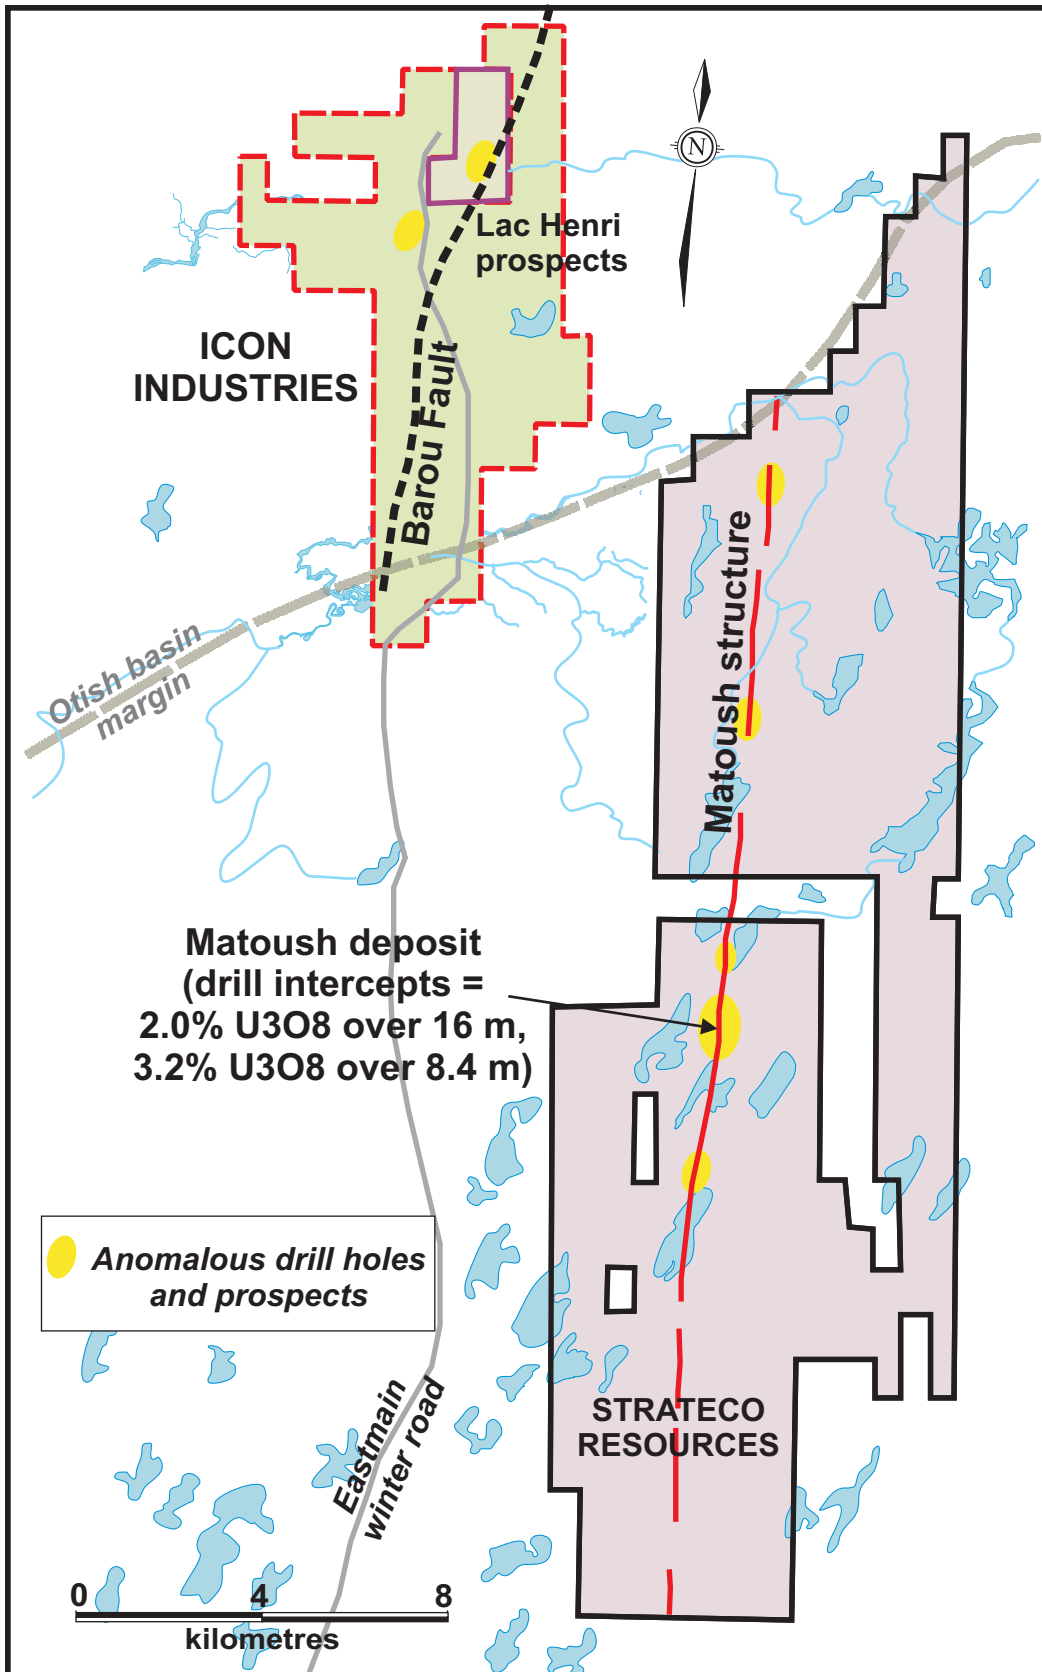 N
Lac Henri
prospects
ICON
INDUSTRIES
Barou Fault
Matoush structure
Otish basin
margin
Matoush deposit
(drill intercepts =
2.0% U3O8 over 16 m,
3.2% U3O8 over 8.4 m)
Anomalous drill holes
and prospects
Eastmain
winter road
STRATECO
RESOURCES
0 4 8
kilometres